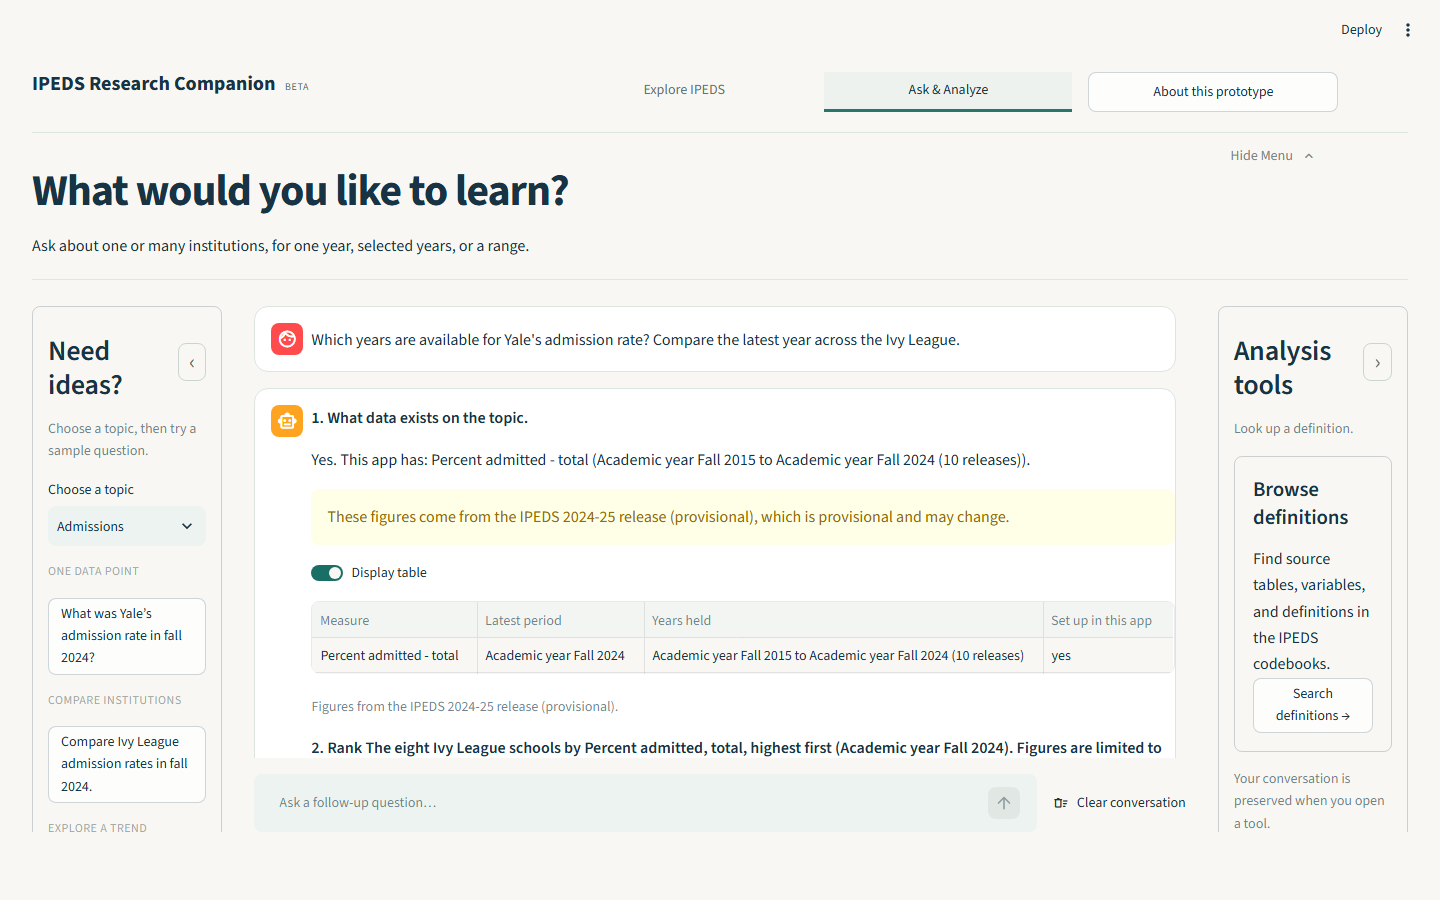 Deploy
IPEDS Research Companion BETA
Explore IPEDS
Ask & Analyze
About this prototype
Hide Menu
What would you like to learn?
Ask about one or many institutions, for one year, selected years, or a range.
Need
ideas?
Choose a topic, then try a
sample question.
Choose a topic
Admissions
ONE DATA POINT
What was Yale's
admission rate in fall
2024?
COMPARE INSTITUTIONS
Compare Ivy League
admission rates in fall
2024.
EXPLORE A TREND
Which years are available for Yale's admission rate? Compare the latest year across the Ivy League.
1. What data exists on the topic.
Yes. This app has: Percent admitted - total (Academic year Fall 2015 to Academic year Fall 2024 (10 releases)).
These figures come from the IPEDS 2024-25 release (provisional), which is provisional and may change.
Display table
Measure Latest period Years held Set up in this app
Percent admitted - total Academic year Fall 2024 Academic year Fall 2015 to Academic year Fall 2024 (10 releases) yes
Figures from the IPEDS 2024-25 release (provisional).
2. Rank The eight Ivy League schools by Percent admitted, total, highest first (Academic year Fall 2024). Figures are limited to
Ask a follow-up question…
Clear conversation
Analysis
tools
Look up a definition.
Browse
definitions
Find source
tables, variables,
and definitions in
the IPEDS
codebooks.
Search
definitions →
Your conversation is
preserved when you open
a tool.